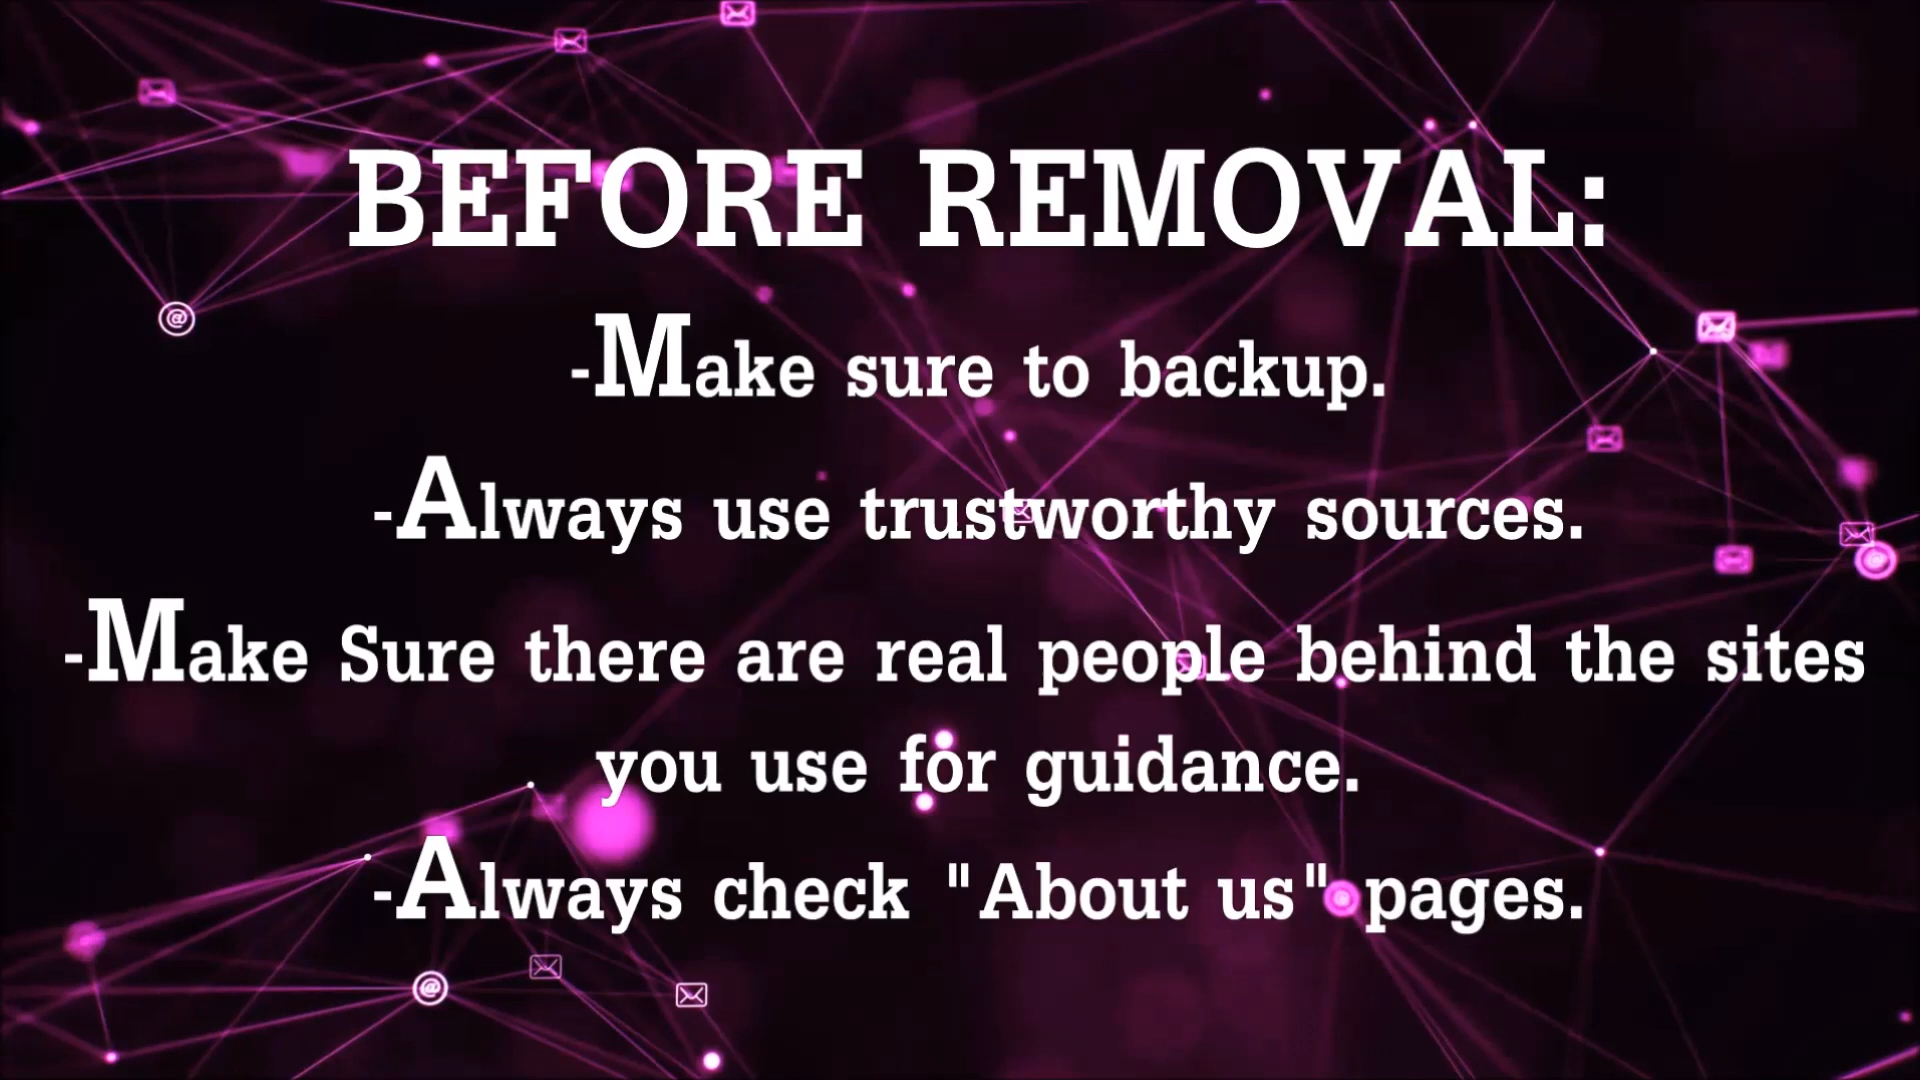 BEFORE REMOVAL:
-Make sure to backup.
-Always use trustworthy sources.
-Make Sure there are real people behind the sites
you use for guidance.
-Always check "About us" pages.